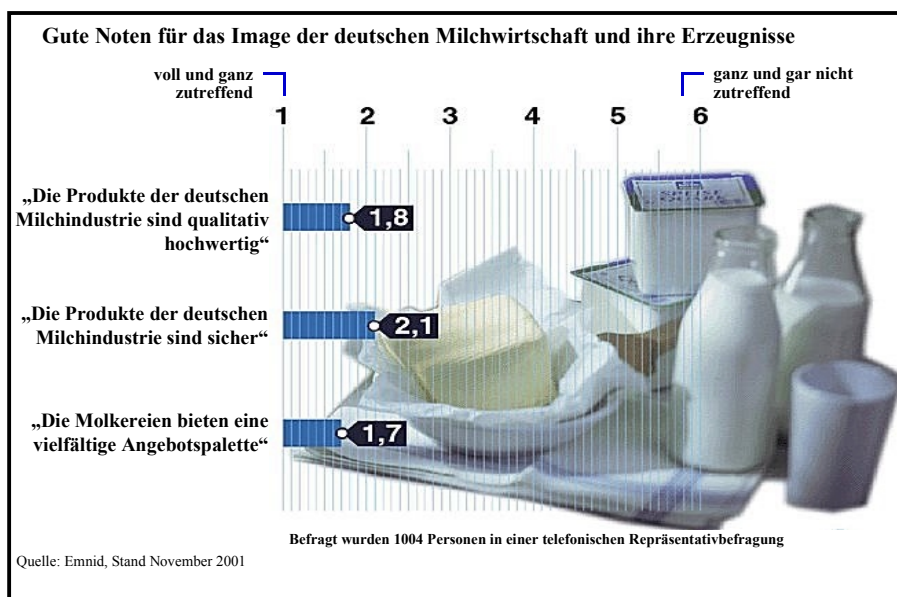 Gute Noten für das Image der deutschen Milchwirtschaft und ihre Erzeugnisse
voll und ganz
zutreffend
ganz und gar nicht
zutreffend
1 2 3 4 5 6
„Die Produkte der deutschen
Milchindustrie sind qualitativ
hochwertig“
1,8
„Die Produkte der deutschen
Milchindustrie sind sicher“
2,1
„Die Molkereien bieten eine
vielfältige Angebotspalette“
1,7
SPEISE
QUARK
Befragt wurden 1004 Personen in einer telefonischen Repräsentativbefragung
Quelle: Emnid, Stand November 2001